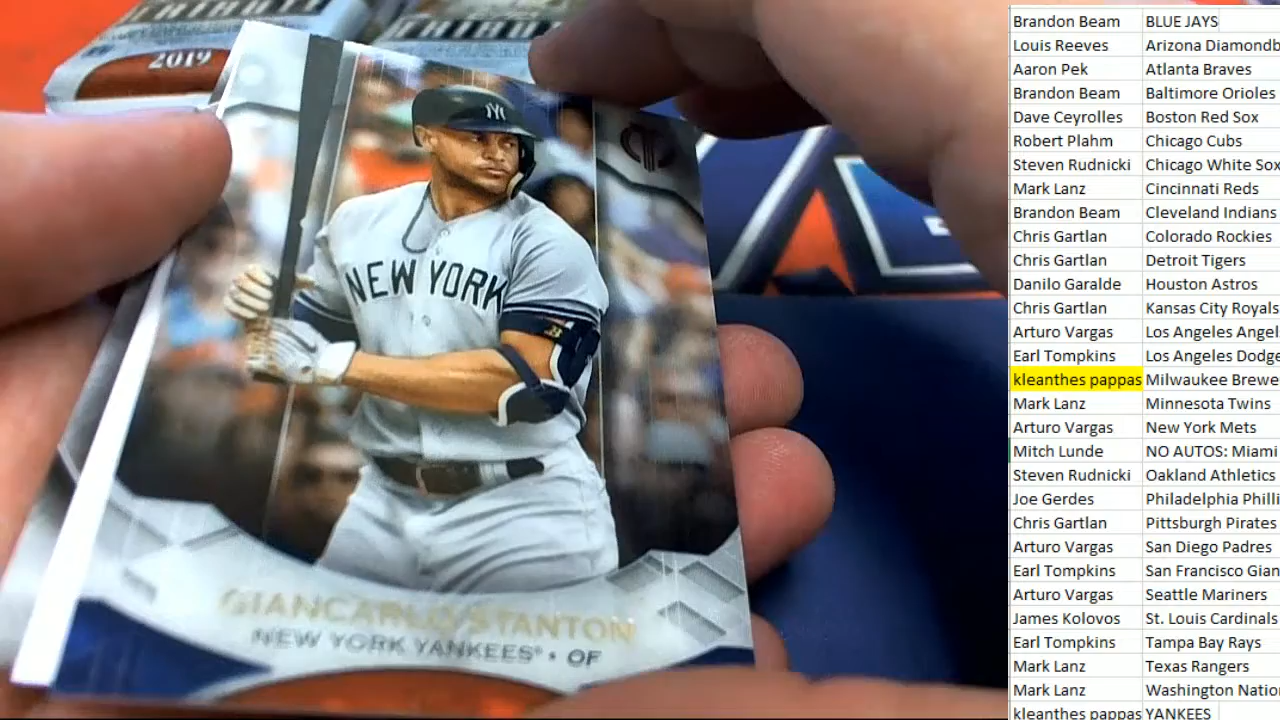 2019
NY
NEW YORK
GIANCARLO STANTON
NEW YORK YANKEES® • OF
Brandon Beam BLUE JAYS
Louis Reeves Arizona Diamondb
Aaron Pek Atlanta Braves
Brandon Beam Baltimore Orioles
Dave Ceyrolles Boston Red Sox
Robert Plahm Chicago Cubs
Steven Rudnicki Chicago White Sox
Mark Lanz Cincinnati Reds
Brandon Beam Cleveland Indians
Chris Gartlan Colorado Rockies
Chris Gartlan Detroit Tigers
Danilo Garalde Houston Astros
Chris Gartlan Kansas City Royals
Arturo Vargas Los Angeles Angel
Earl Tompkins Los Angeles Dodge
kleanthes pappas Milwaukee Brewe
Mark Lanz Minnesota Twins
Arturo Vargas New York Mets
Mitch Lunde NO AUTOS: Miami
Steven Rudnicki Oakland Athletics
Joe Gerdes Philadelphia Philli
Chris Gartlan Pittsburgh Pirates
Arturo Vargas San Diego Padres
Earl Tompkins San Francisco Gian
Arturo Vargas Seattle Mariners
James Kolovos St. Louis Cardinals
Earl Tompkins Tampa Bay Rays
Mark Lanz Texas Rangers
Mark Lanz Washington Natio
kleanthes pappas YANKEES